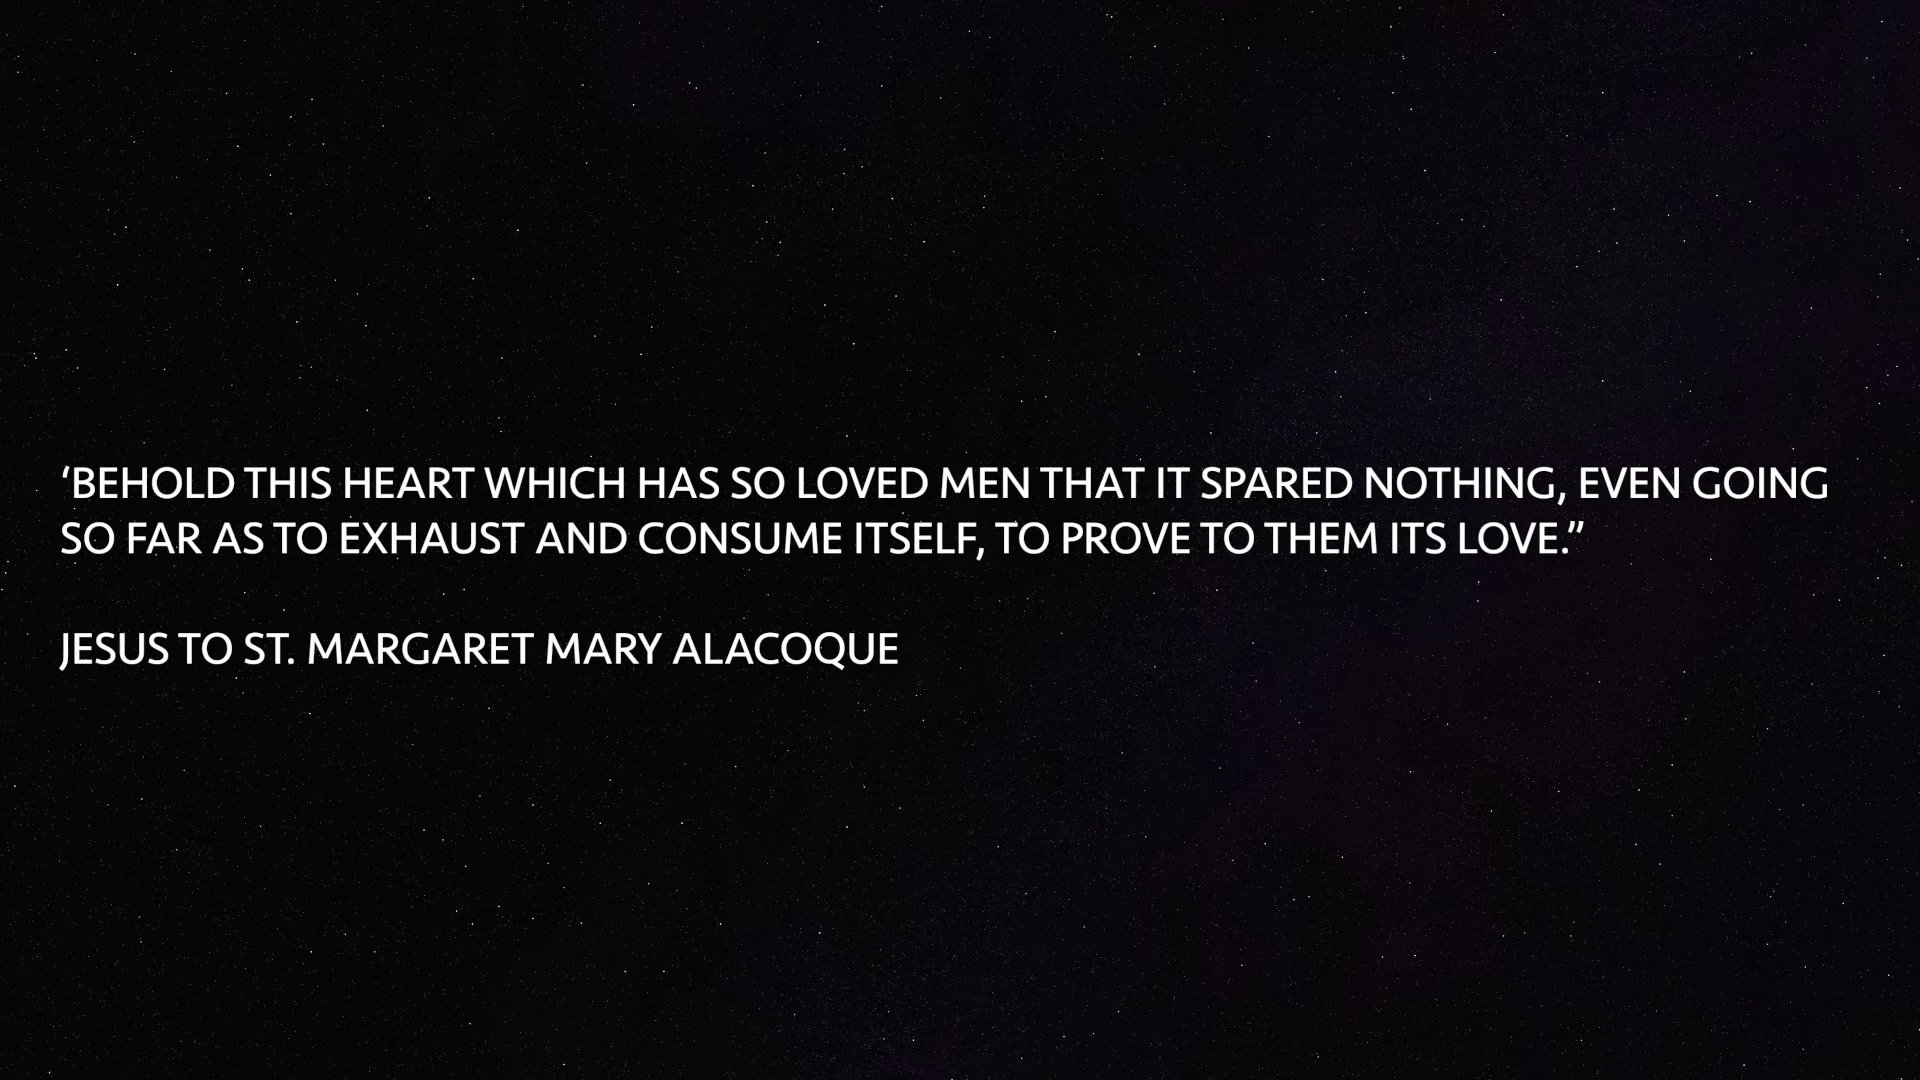 ‘BEHOLD THIS HEART WHICH HAS SO LOVED MEN THAT IT SPARED NOTHING, EVEN GOING
SO FAR AS TO EXHAUST AND CONSUME ITSELF, TO PROVE TO THEM ITS LOVE.”
JESUS TO ST. MARGARET MARY ALACOQUE